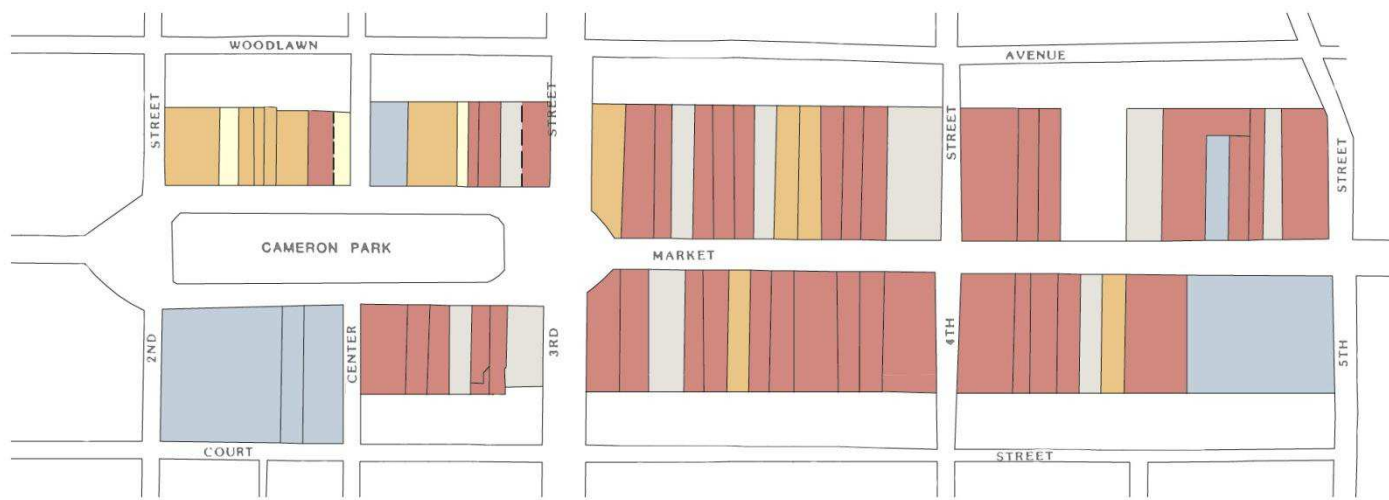 WOODLAWN AVENUE
STREET STREET STREET STREET
CAMERON PARK
MARKET
2ND CENTER 3RD 4TH 5TH
COURT STREET